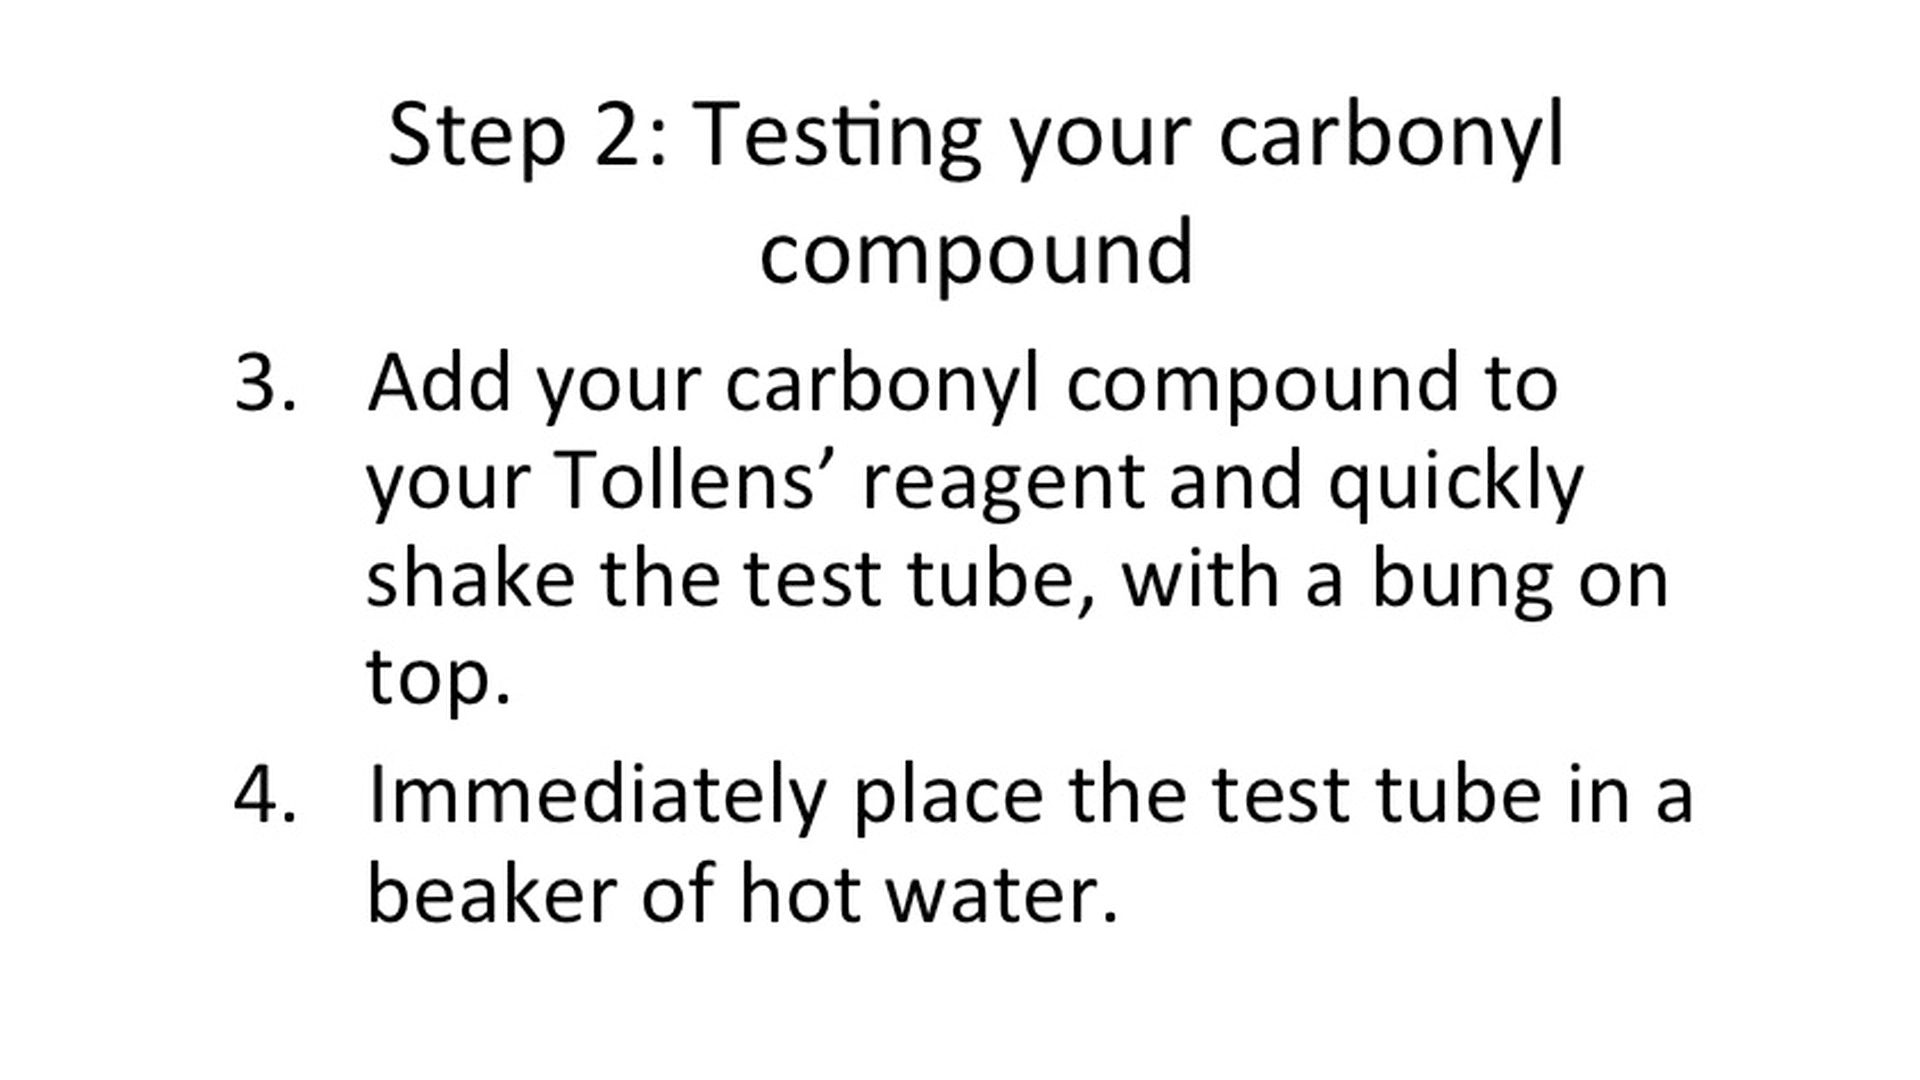 Step 2: Testing your carbonyl
compound
3. Add your carbonyl compound to
your Tollens’ reagent and quickly
shake the test tube, with a bung on
top.
4. Immediately place the test tube in a
beaker of hot water.